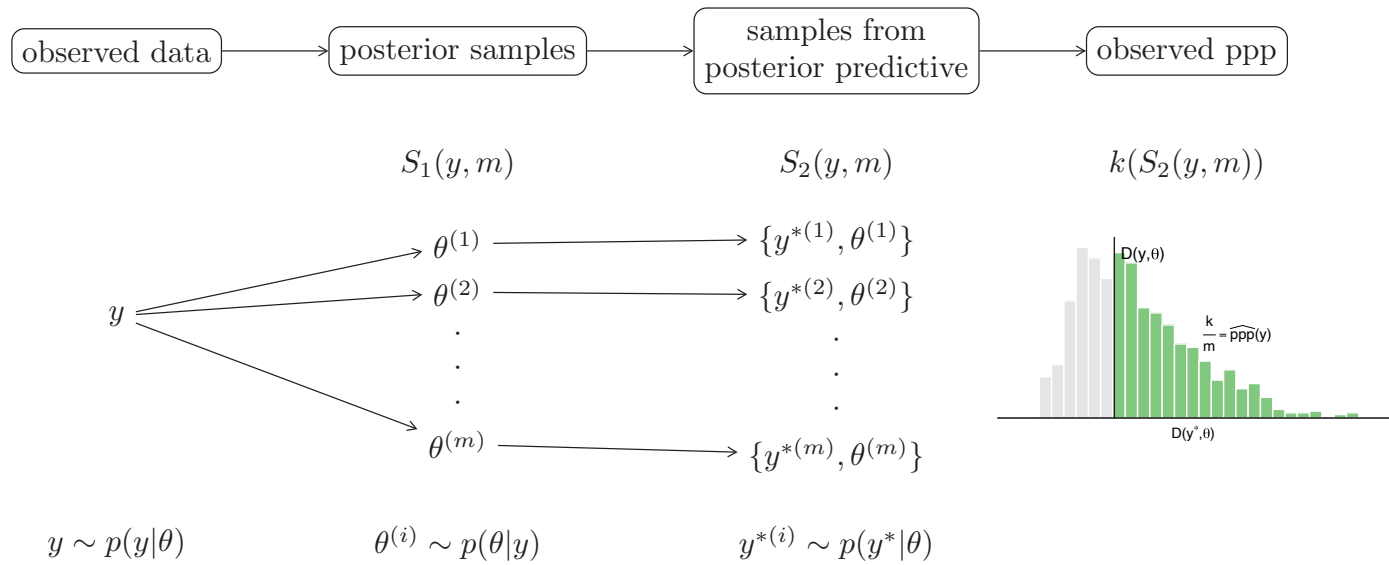 observed data
posterior samples
samples from
posterior predictive
observed ppp
S₁(y, m)
S₂(y, m)
k(S₂(y, m))
y
θ⁽¹⁾
θ⁽²⁾
.
.
.
θ⁽ᵐ⁾
{y*⁽¹⁾, θ⁽¹⁾}
{y*⁽²⁾, θ⁽²⁾}
.
.
.
{y*⁽ᵐ⁾, θ⁽ᵐ⁾}
D(y,θ)
k/m = \widehat{ppp}(y)
D(y*,θ)
y ∼ p(y|θ)
θ⁽ⁱ⁾ ∼ p(θ|y)
y*⁽ⁱ⁾ ∼ p(y*|θ)